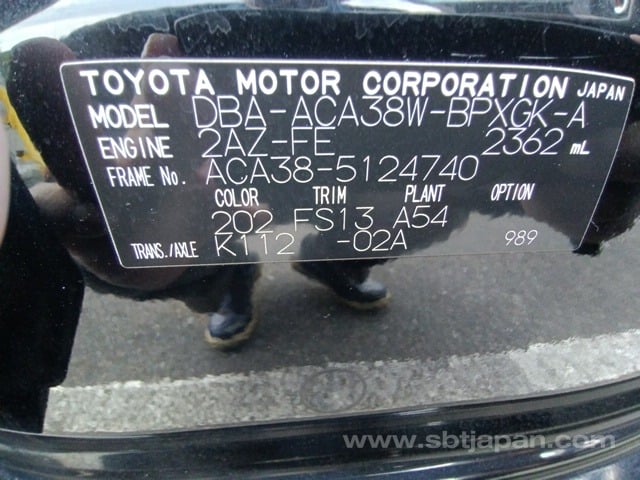 TOYOTA MOTOR CORPORATION JAPAN
MODEL DBA-ACA38W-BPXGK-A
ENGINE 2AZ-FE 2362 mL
FRAME No. ACA38-5124740
COLOR TRIM PLANT OPTION
202 FS13 A54
TRANS./AXLE K112 -02A 989
www.sbtjapan.com